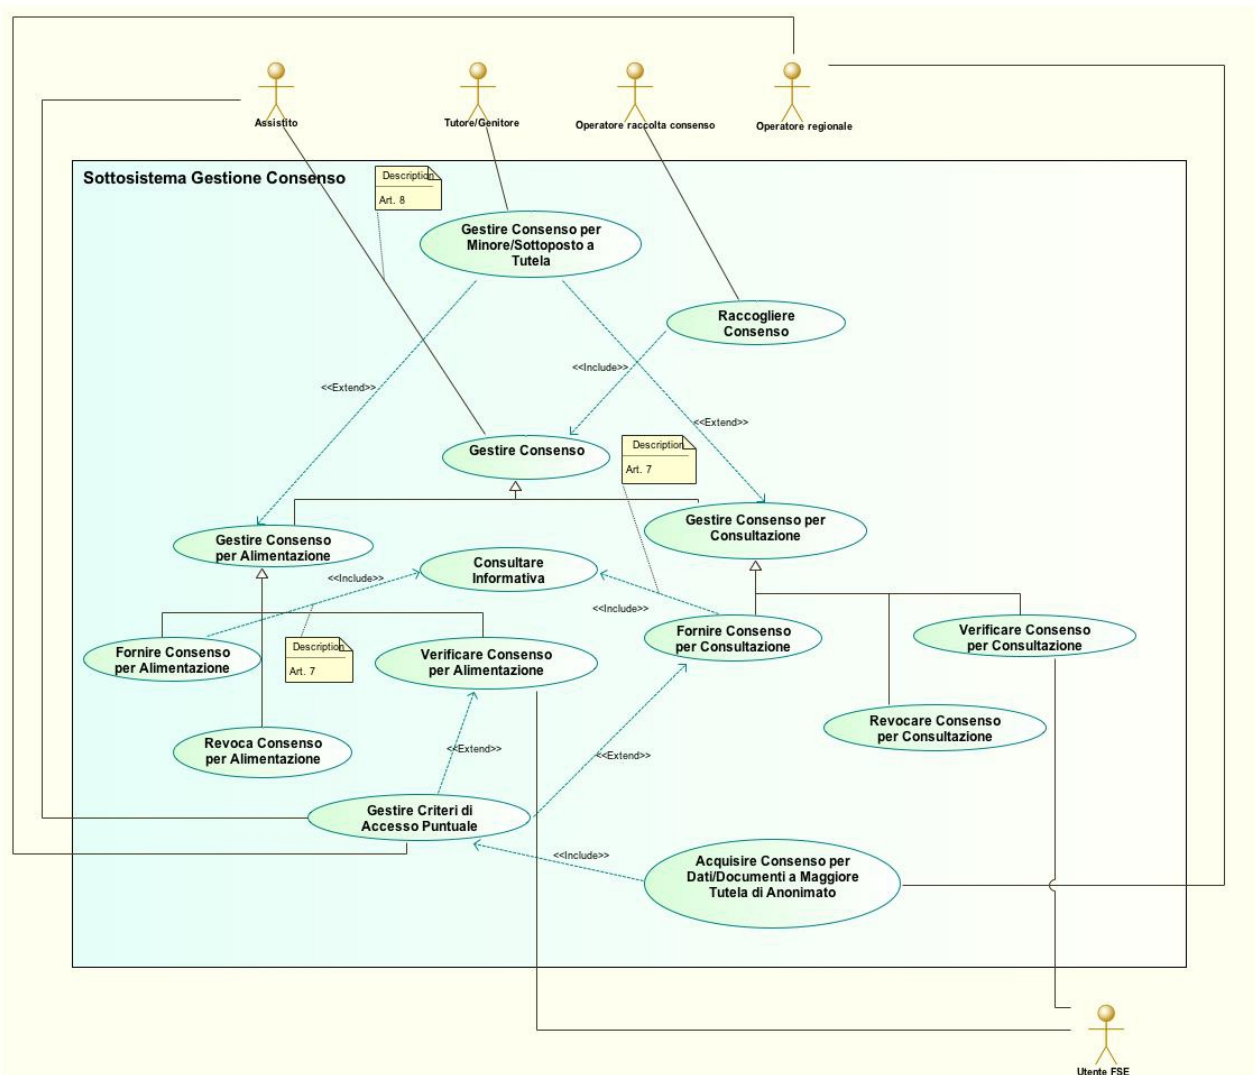 Assistito
Tutore/Genitore
Operatore raccolta consenso
Operatore regionale
Sottosistema Gestione Consenso
Description
Art. 8
Gestire Consenso per
Minore/Sottoposto a
Tutela
Raccogliere
Consenso
<<Include>>
<<Extend>>
<<Extend>>
Gestire Consenso
Description
Art. 7
Gestire Consenso per
Consultazione
Gestire Consenso
per Alimentazione
Consultare
Informativa
<<Include>>
<<Include>>
Fornire Consenso
per Alimentazione
Description
Art. 7
Verificare Consenso
per Alimentazione
Fornire Consenso
per Consultazione
Verificare Consenso
per Consultazione
Revocare Consenso
per Consultazione
Revoca Consenso
per Alimentazione
<<Extend>>
<<Extend>>
Gestire Criteri di
Accesso Puntuale
<<Include>>
Acquisire Consenso per
Dati/Documenti a Maggiore
Tutela di Anonimato
Utente FSE